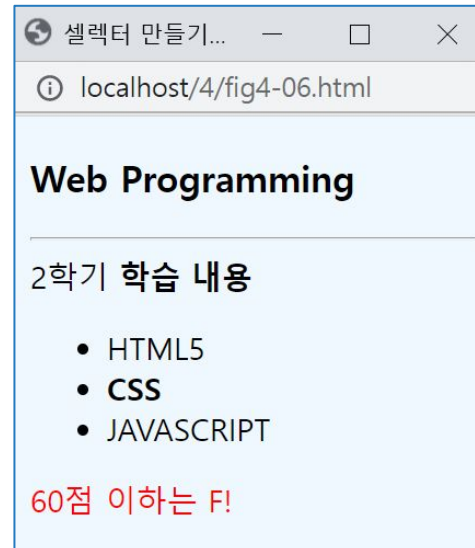 셀렉터 만들기...
localhost/4/fig4-06.html
Web Programming
2학기 학습 내용
HTML5
CSS
JAVASCRIPT
60점 이하는 F!